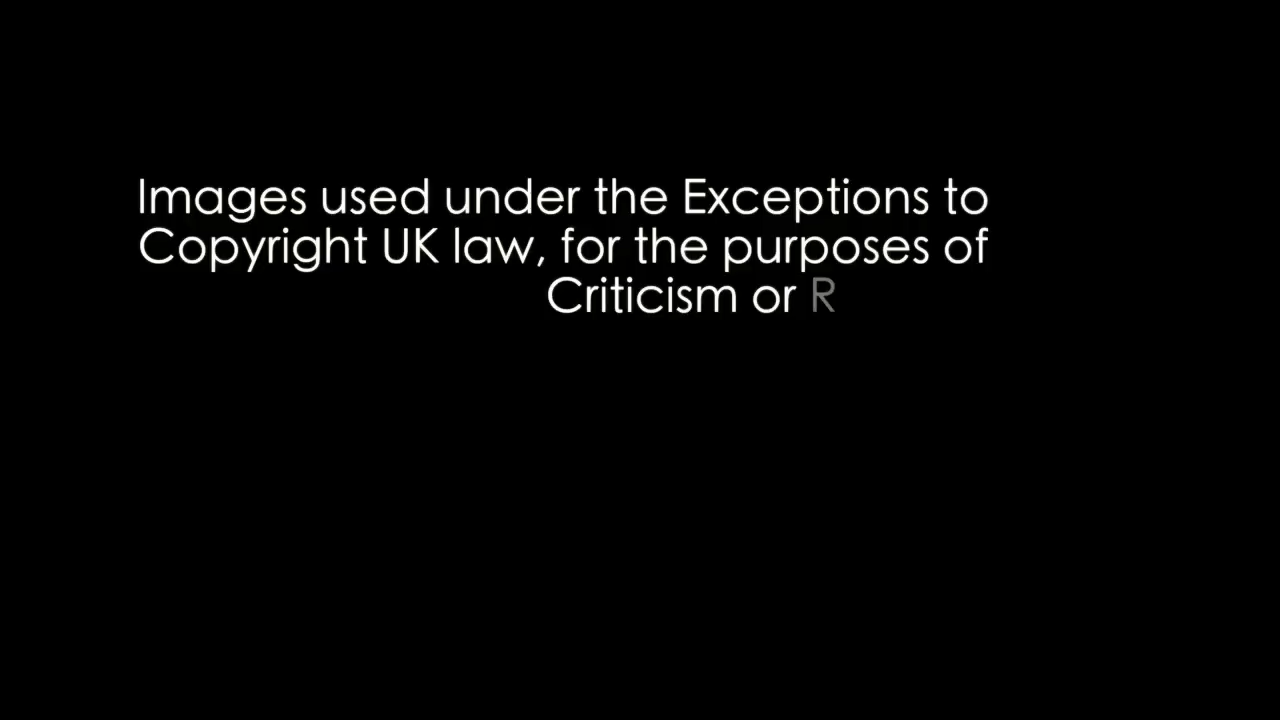 Images used under the Exceptions to
Copyright UK law, for the purposes of
Criticism or R